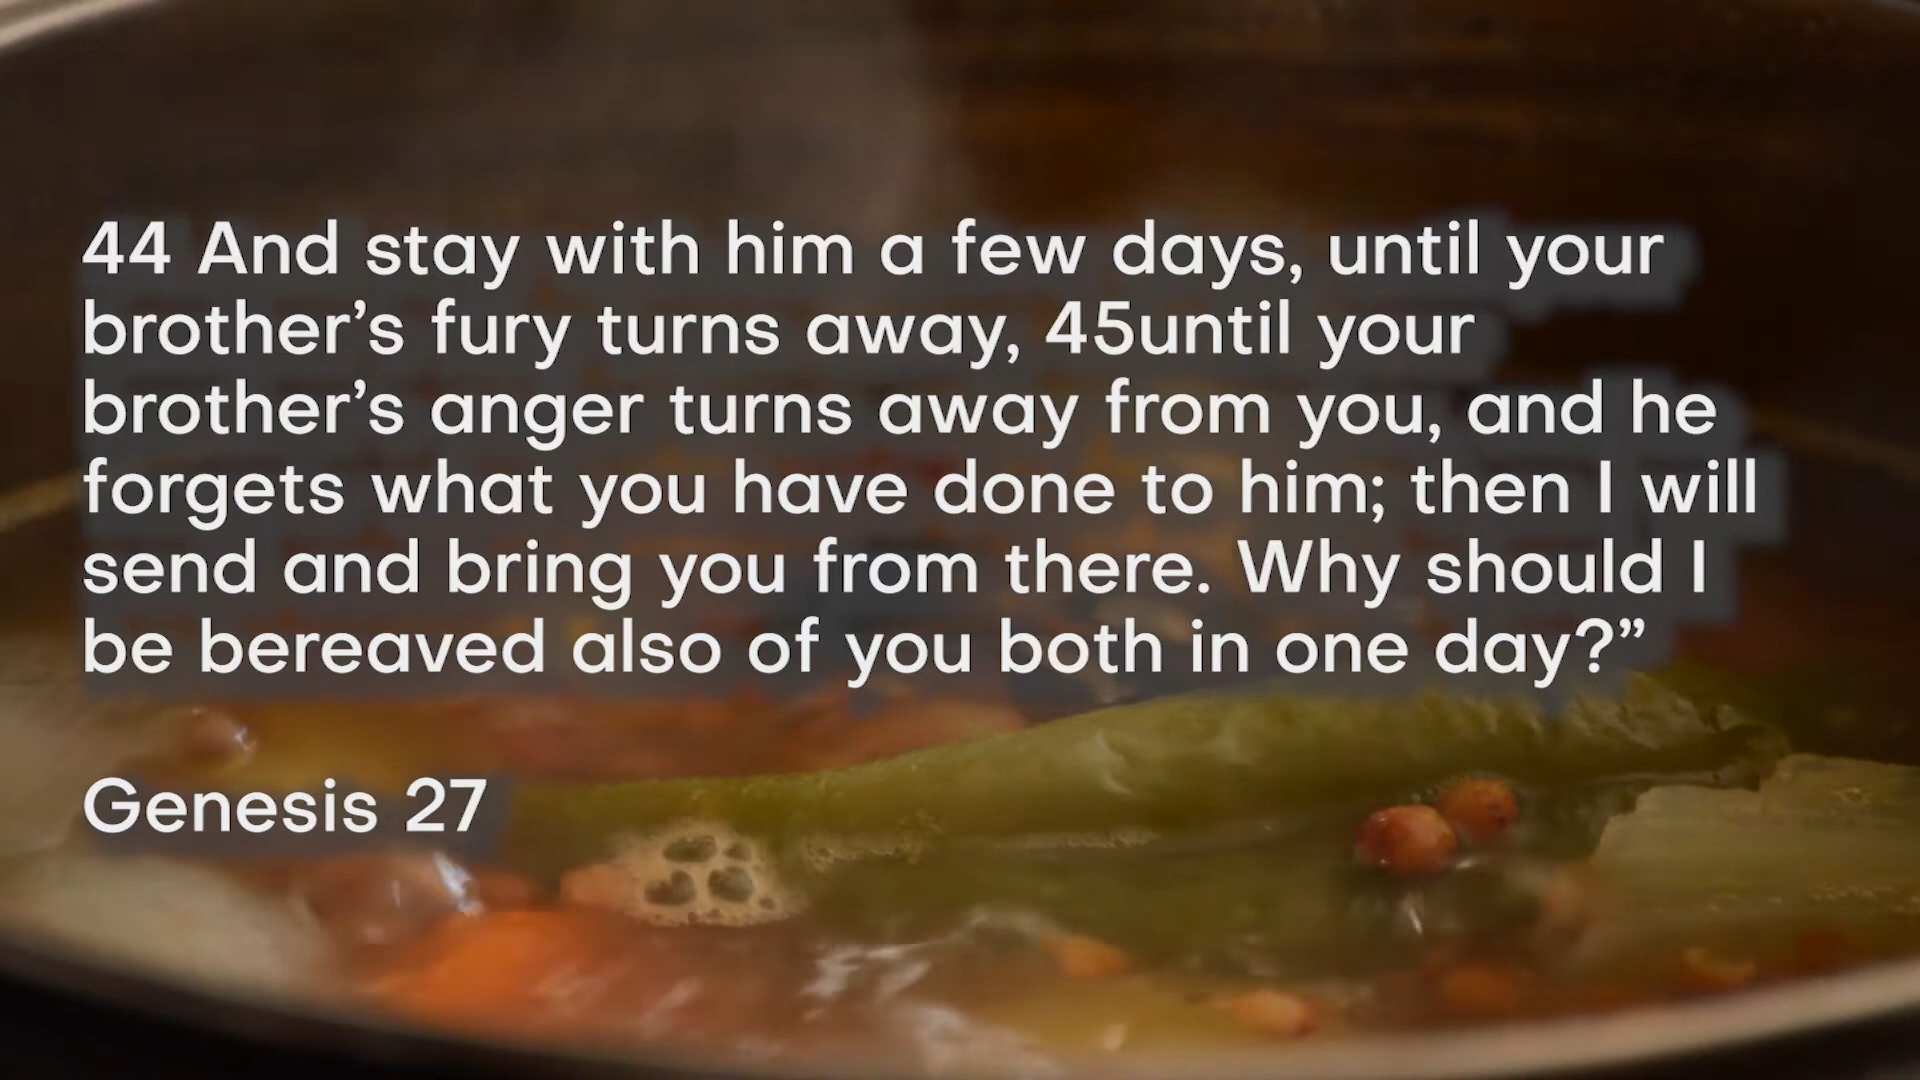 44 And stay with him a few days, until your
brother’s fury turns away, 45until your
brother’s anger turns away from you, and he
forgets what you have done to him; then I will
send and bring you from there. Why should I
be bereaved also of you both in one day?”
Genesis 27